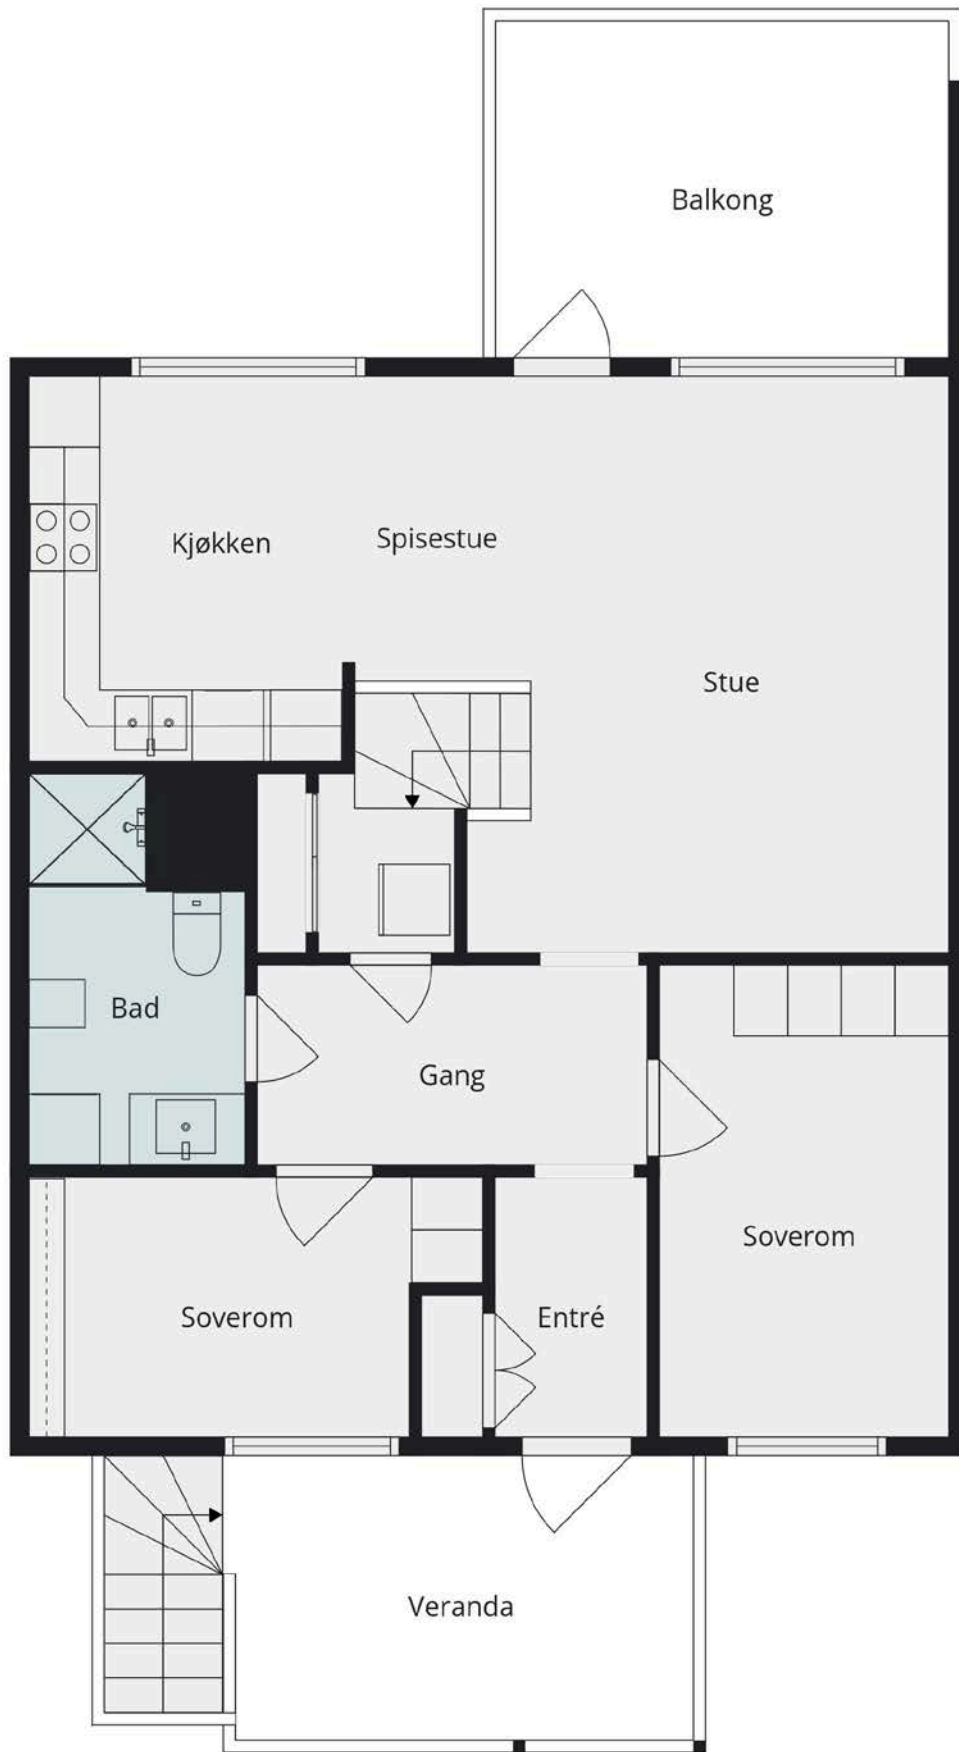 Balkong
Kjøkken
Spisestue
Stue
Bad
Gang
Soverom
Soverom
Entré
Veranda